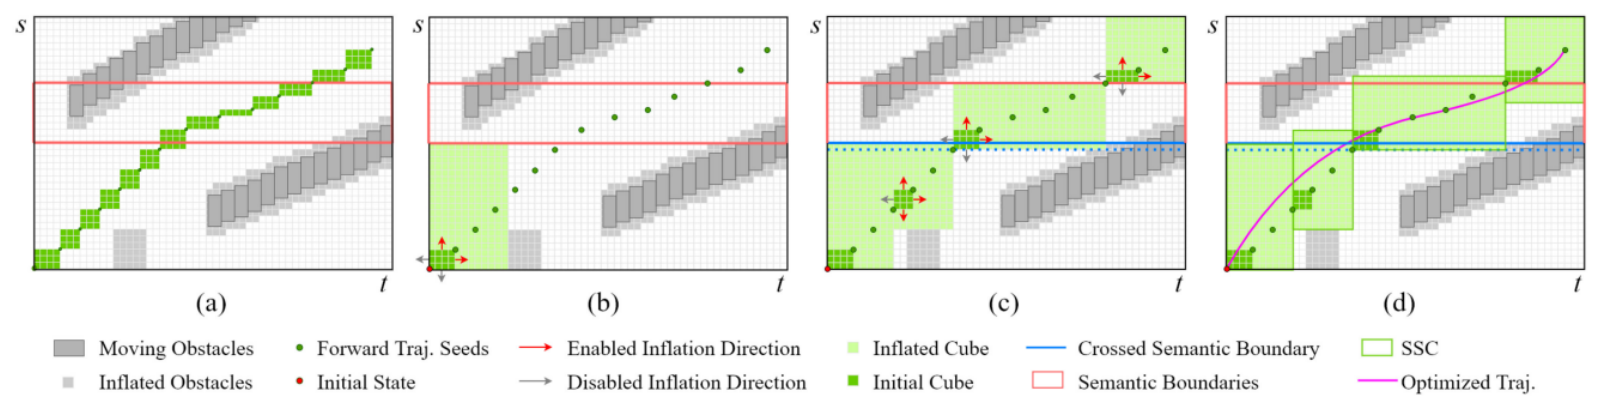 s
t
(a)
t
(b)
s
t
(c)
s
t
(d)
Moving Obstacles
Forward Traj. Seeds
Enabled Inflation Direction
Inflated Cube
Crossed Semantic Boundary
SSC
Inflated Obstacles
Initial State
Disabled Inflation Direction
Initial Cube
Semantic Boundaries
Optimized Traj.